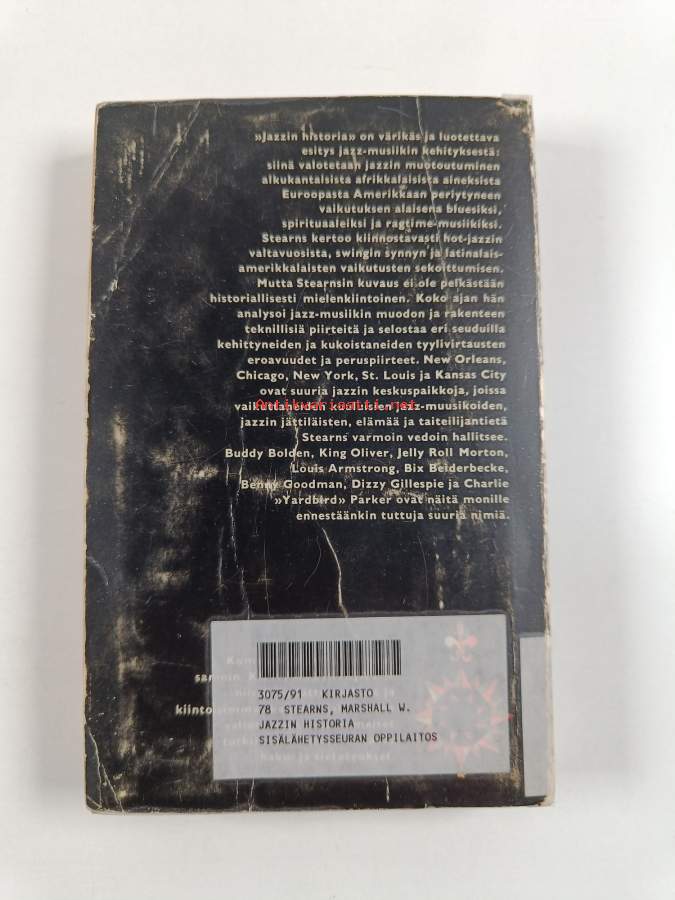 »Jazzin historia» on värikäs ja luotettava
esitys jazz-musiikin kehityksestä:
siinä valotetaan jazzin muotoutuminen
alkukantaisista afrikkalaisista aineksista
Euroopasta Amerikkaan periytyneen
vaikutuksen alaisena bluesiksi,
spirituaaleiksi ja ragtime-musiikiksi.
Stearns kertoo kiinnostavasti hot-jazzin
valtavuosista, swingin synnyn ja latinalais-
amerikkalaisten vaikutusten sekoittumisen.
Mutta Stearnsin kuvaus ei ole pelkästään
historiallisesti mielenkiintoinen. Koko ajan hän
analysoi jazz-musiikin muodon ja rakenteen
teknillisiä piirteitä ja selostaa eri seuduilla
kehittyneiden ja kukoistaneiden tyylivirtausten
eroavuudet ja peruspiirteet. New Orleans,
Chicago, New York, St. Louis ja Kansas City
ovat suuria jazzin keskuspaikkoja, joissa
vaikuttaneiden kuuluisien jazz-muusikoiden,
jazzin jättiläisten, elämää ja taiteilijantietä
Stearns varmoin vedoin hallitsee.
Buddy Bolden, King Oliver, Jelly Roll Morton,
Louis Armstrong, Bix Beiderbecke,
Benny Goodman, Dizzy Gillespie ja Charlie
»Yardbird» Parker ovat näitä monille
ennestäänkin tuttuja suuria nimiä.
3075/91 KIRJASTO
78 STEARNS, MARSHALL W.
JAZZIN HISTORIA
SISÄLÄHETYSSEURAN OPPILAITOS